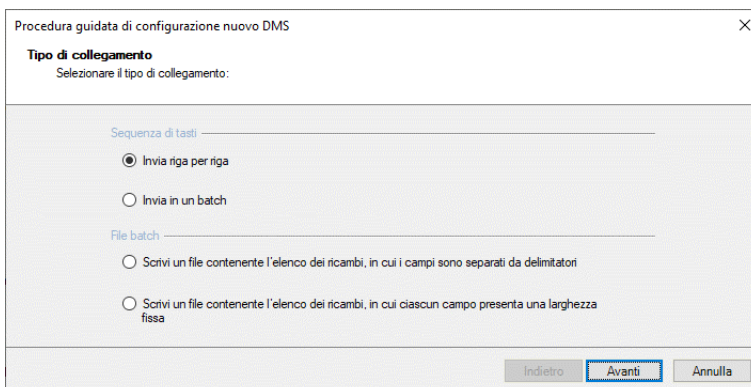 Procedura guidata di configurazione nuovo DMS
Tipo di collegamento
Selezionare il tipo di collegamento:
Sequenza di tasti
Invia riga per riga
Invia in un batch
File batch
Scrivi un file contenente l'elenco dei ricambi, in cui i campi sono separati da delimitatori
Scrivi un file contenente l'elenco dei ricambi, in cui ciascun campo presenta una larghezza
fissa
Indietro Avanti Annulla